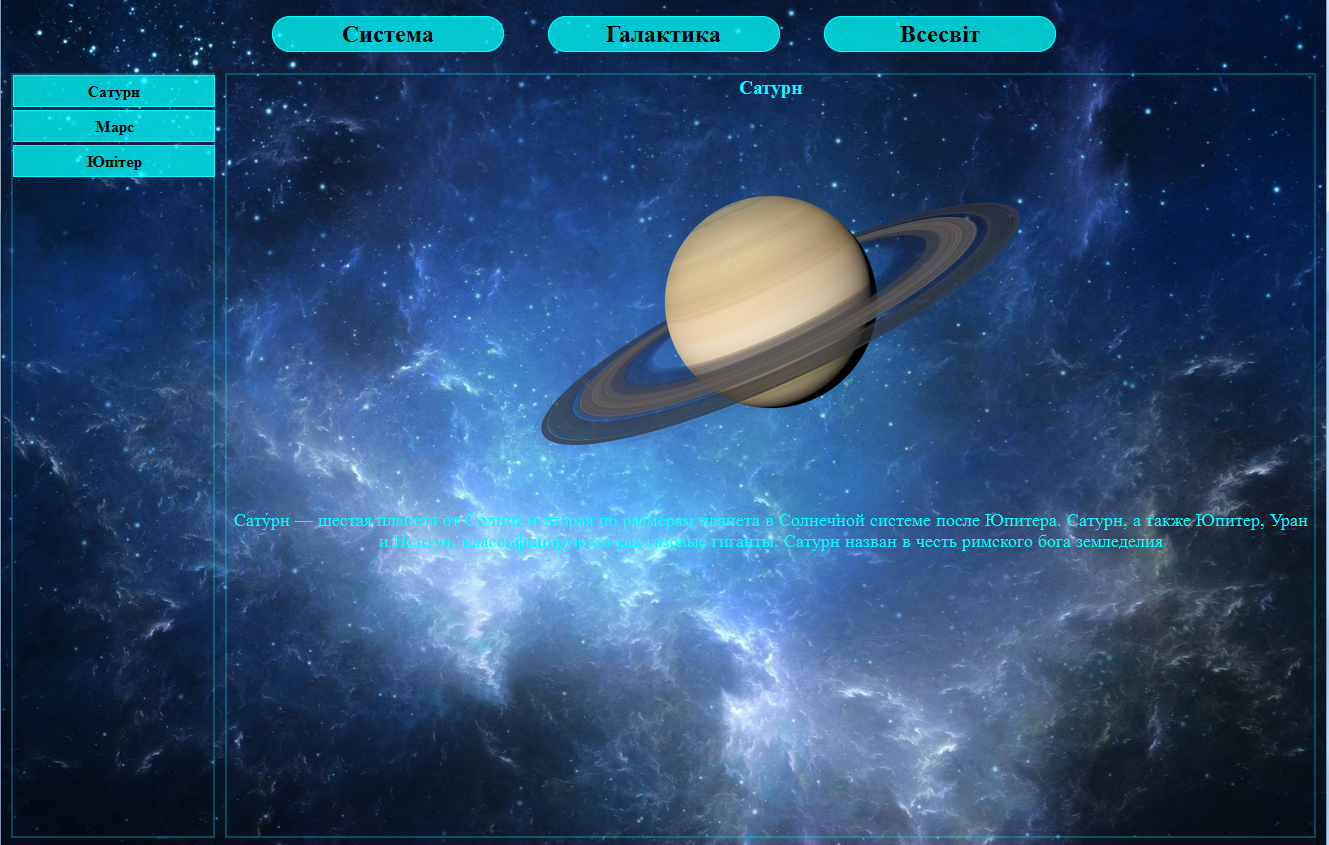 Система
Галактика
Всесвіт
Сатурн
Марс
Юпітер
Сатурн
Сату́рн — шестая планета от Солнца и вторая по размерам планета в Солнечной системе после Юпитера. Сатурн, а также Юпитер, Уран
и Нептун, классифицируются как газовые гиганты. Сатурн назван в честь римского бога земледелия